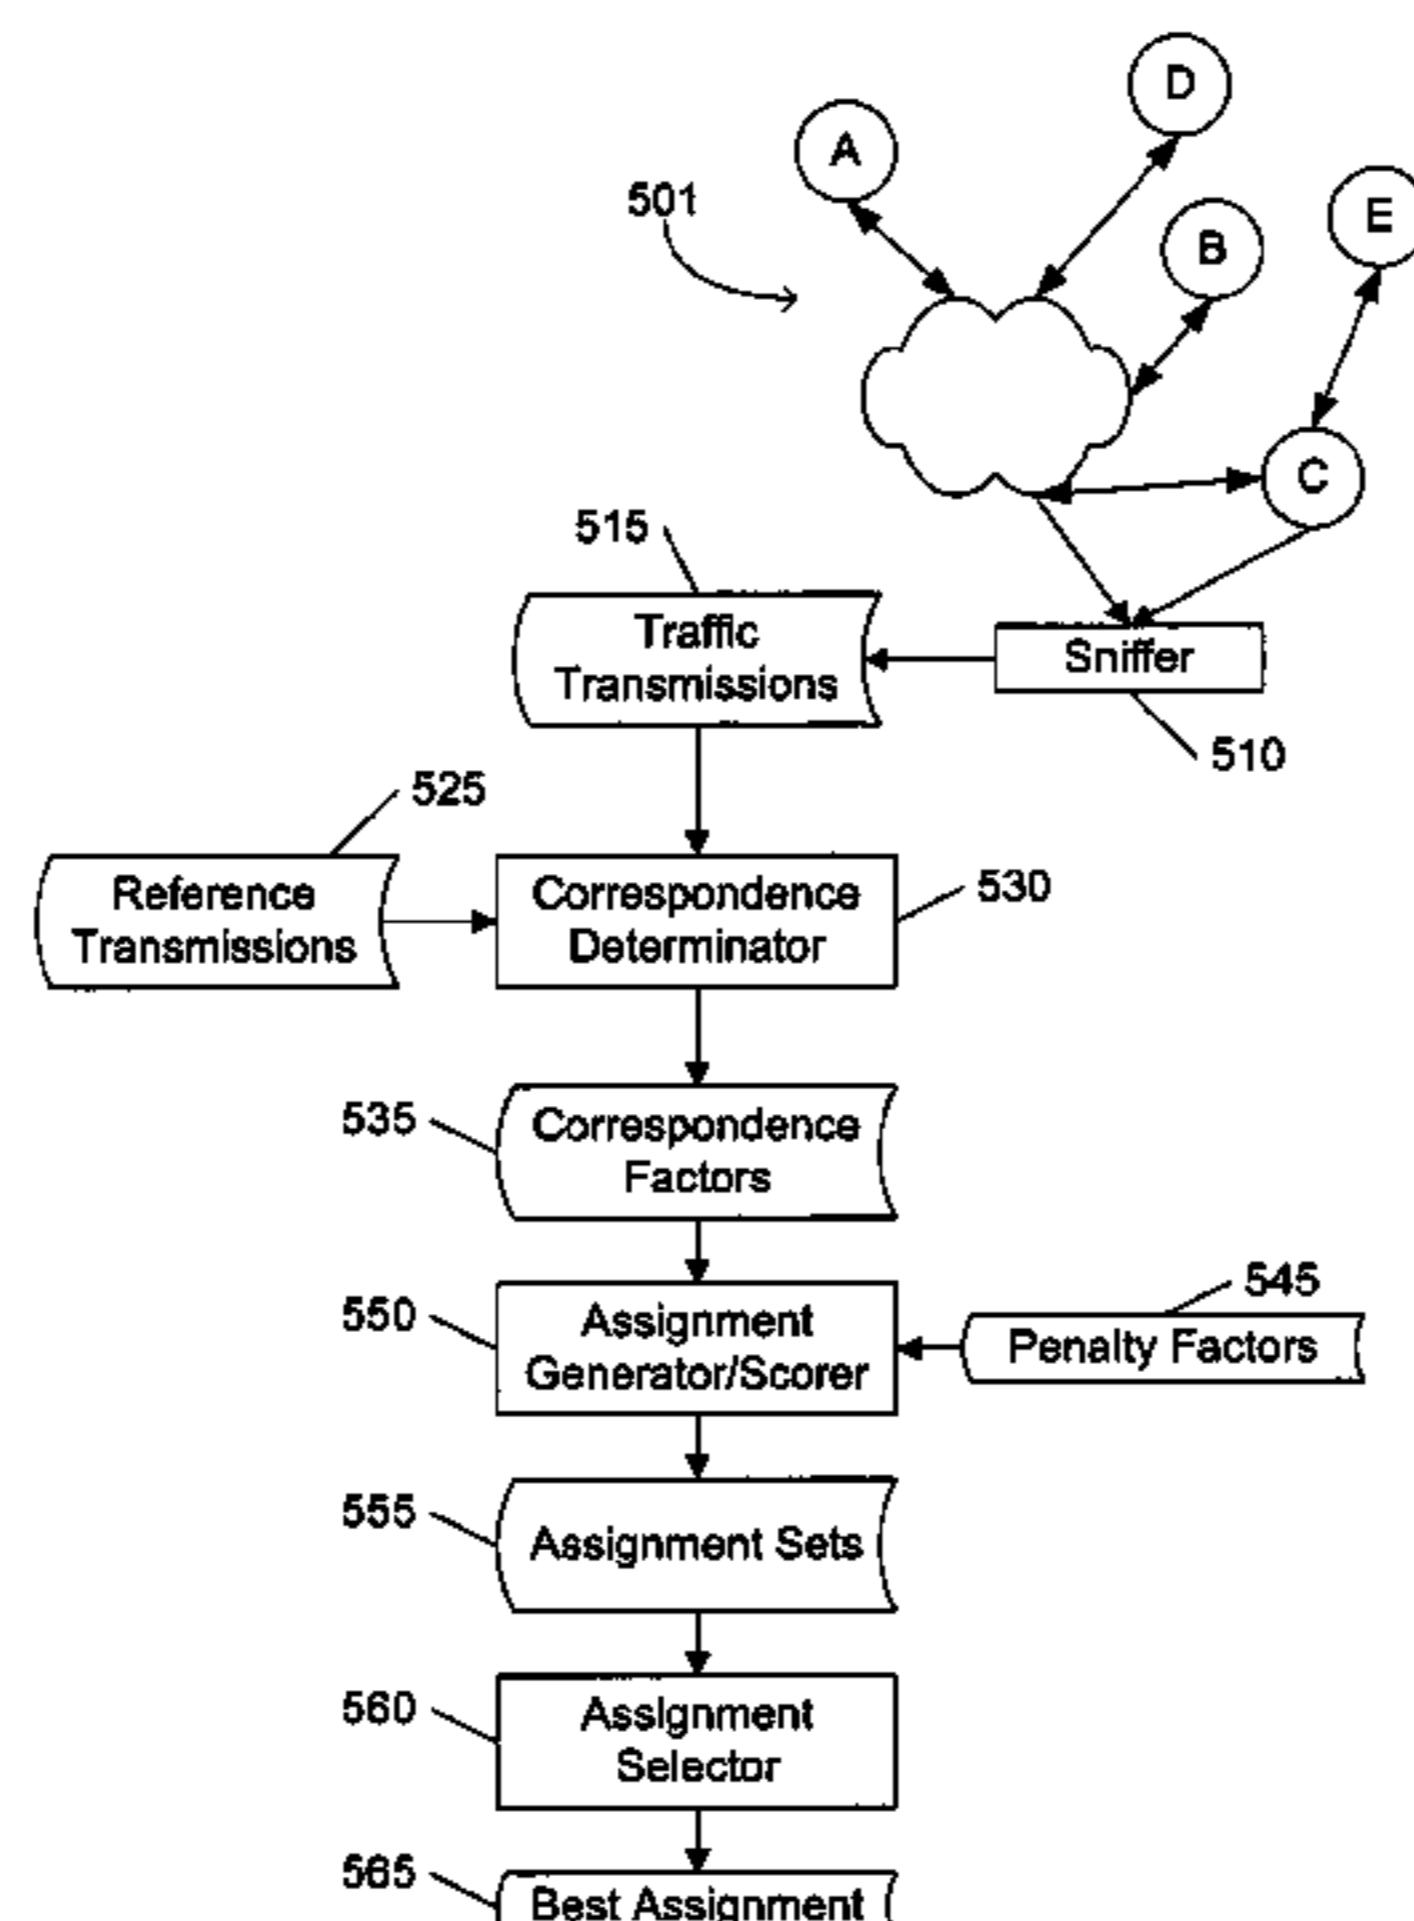 D
A
501
E
B
C
515
Traffic
Transmissions
Sniffer
510
525
Reference
Transmissions
Correspondence
Determinator
530
535
Correspondence
Factors
545
550
Assignment
Generator/Scorer
Penalty Factors
555
Assignment Sets
560
Assignment
Selector
565
Best Assignment